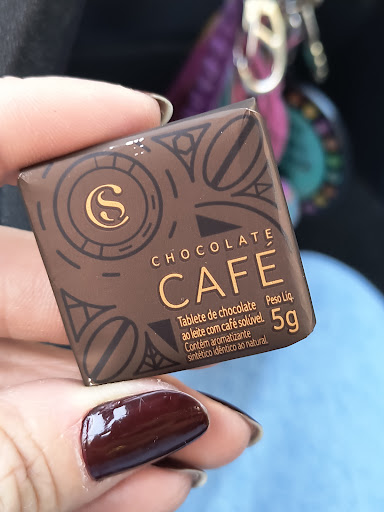 CS
CHOCOLATE
CAFÉ
Tablete de chocolate
ao leite com café solúvel.
Contém aromatizante
sintético idêntico ao natural.
Peso Líq.
5g